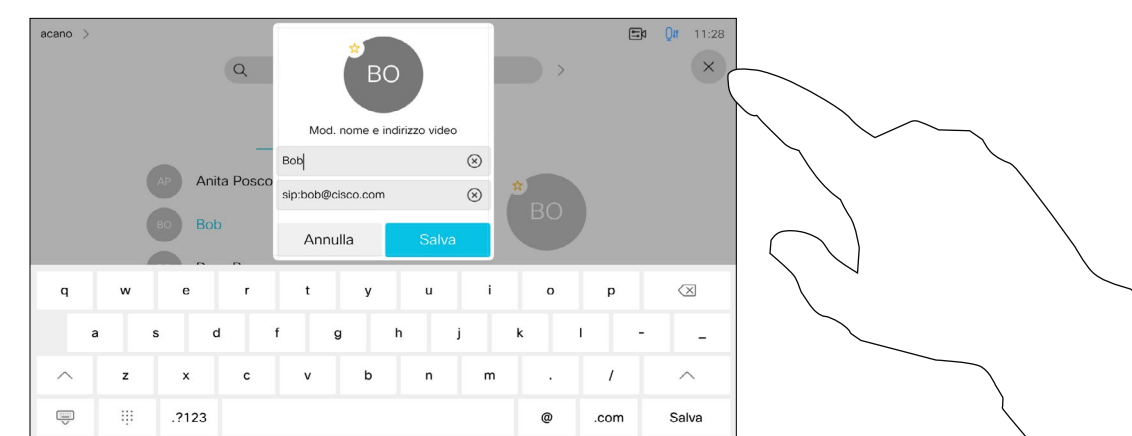 acano
11:28
BO
Mod. nome e indirizzo video
Bob
sip:bob@cisco.com
Annulla Salva
AP Anita Posco
BO Bob
BO
q w e r t y u i o p
a s d f g h j k l - _
z x c v b n m . /
.?123 @ .com Salva